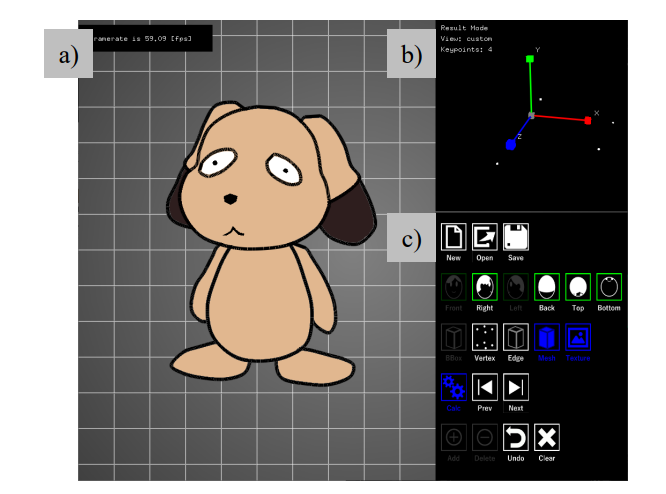 a)
ramerate is 59.09 [fps]
b)
Result Mode
View: custom
Keypoints: 4
Y
X
Z
c)
New Open Save
Front Right Left Back Top Bottom
BBox Vertex Edge Mesh Texture
Calc Prev Next
Add Delete Undo Clear